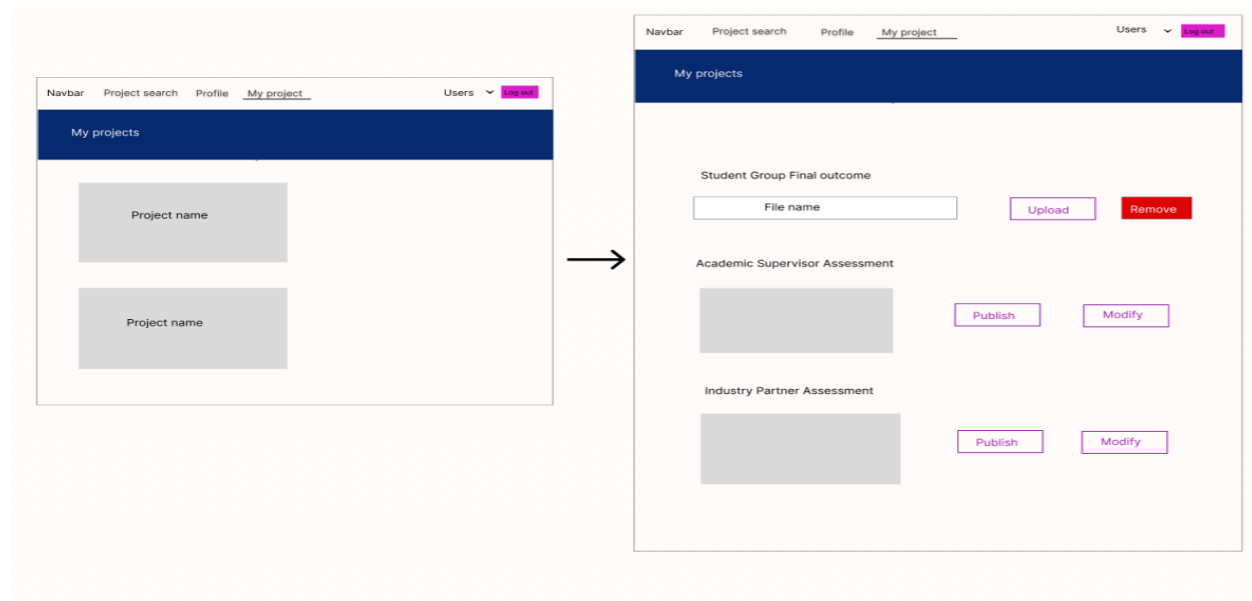 Navbar Project search Profile My project Users Log out
My projects
Project name
Project name
Navbar Project search Profile My project Users Log out
My projects
Student Group Final outcome
File name Upload Remove
Academic Supervisor Assessment
Publish Modify
Industry Partner Assessment
Publish Modify